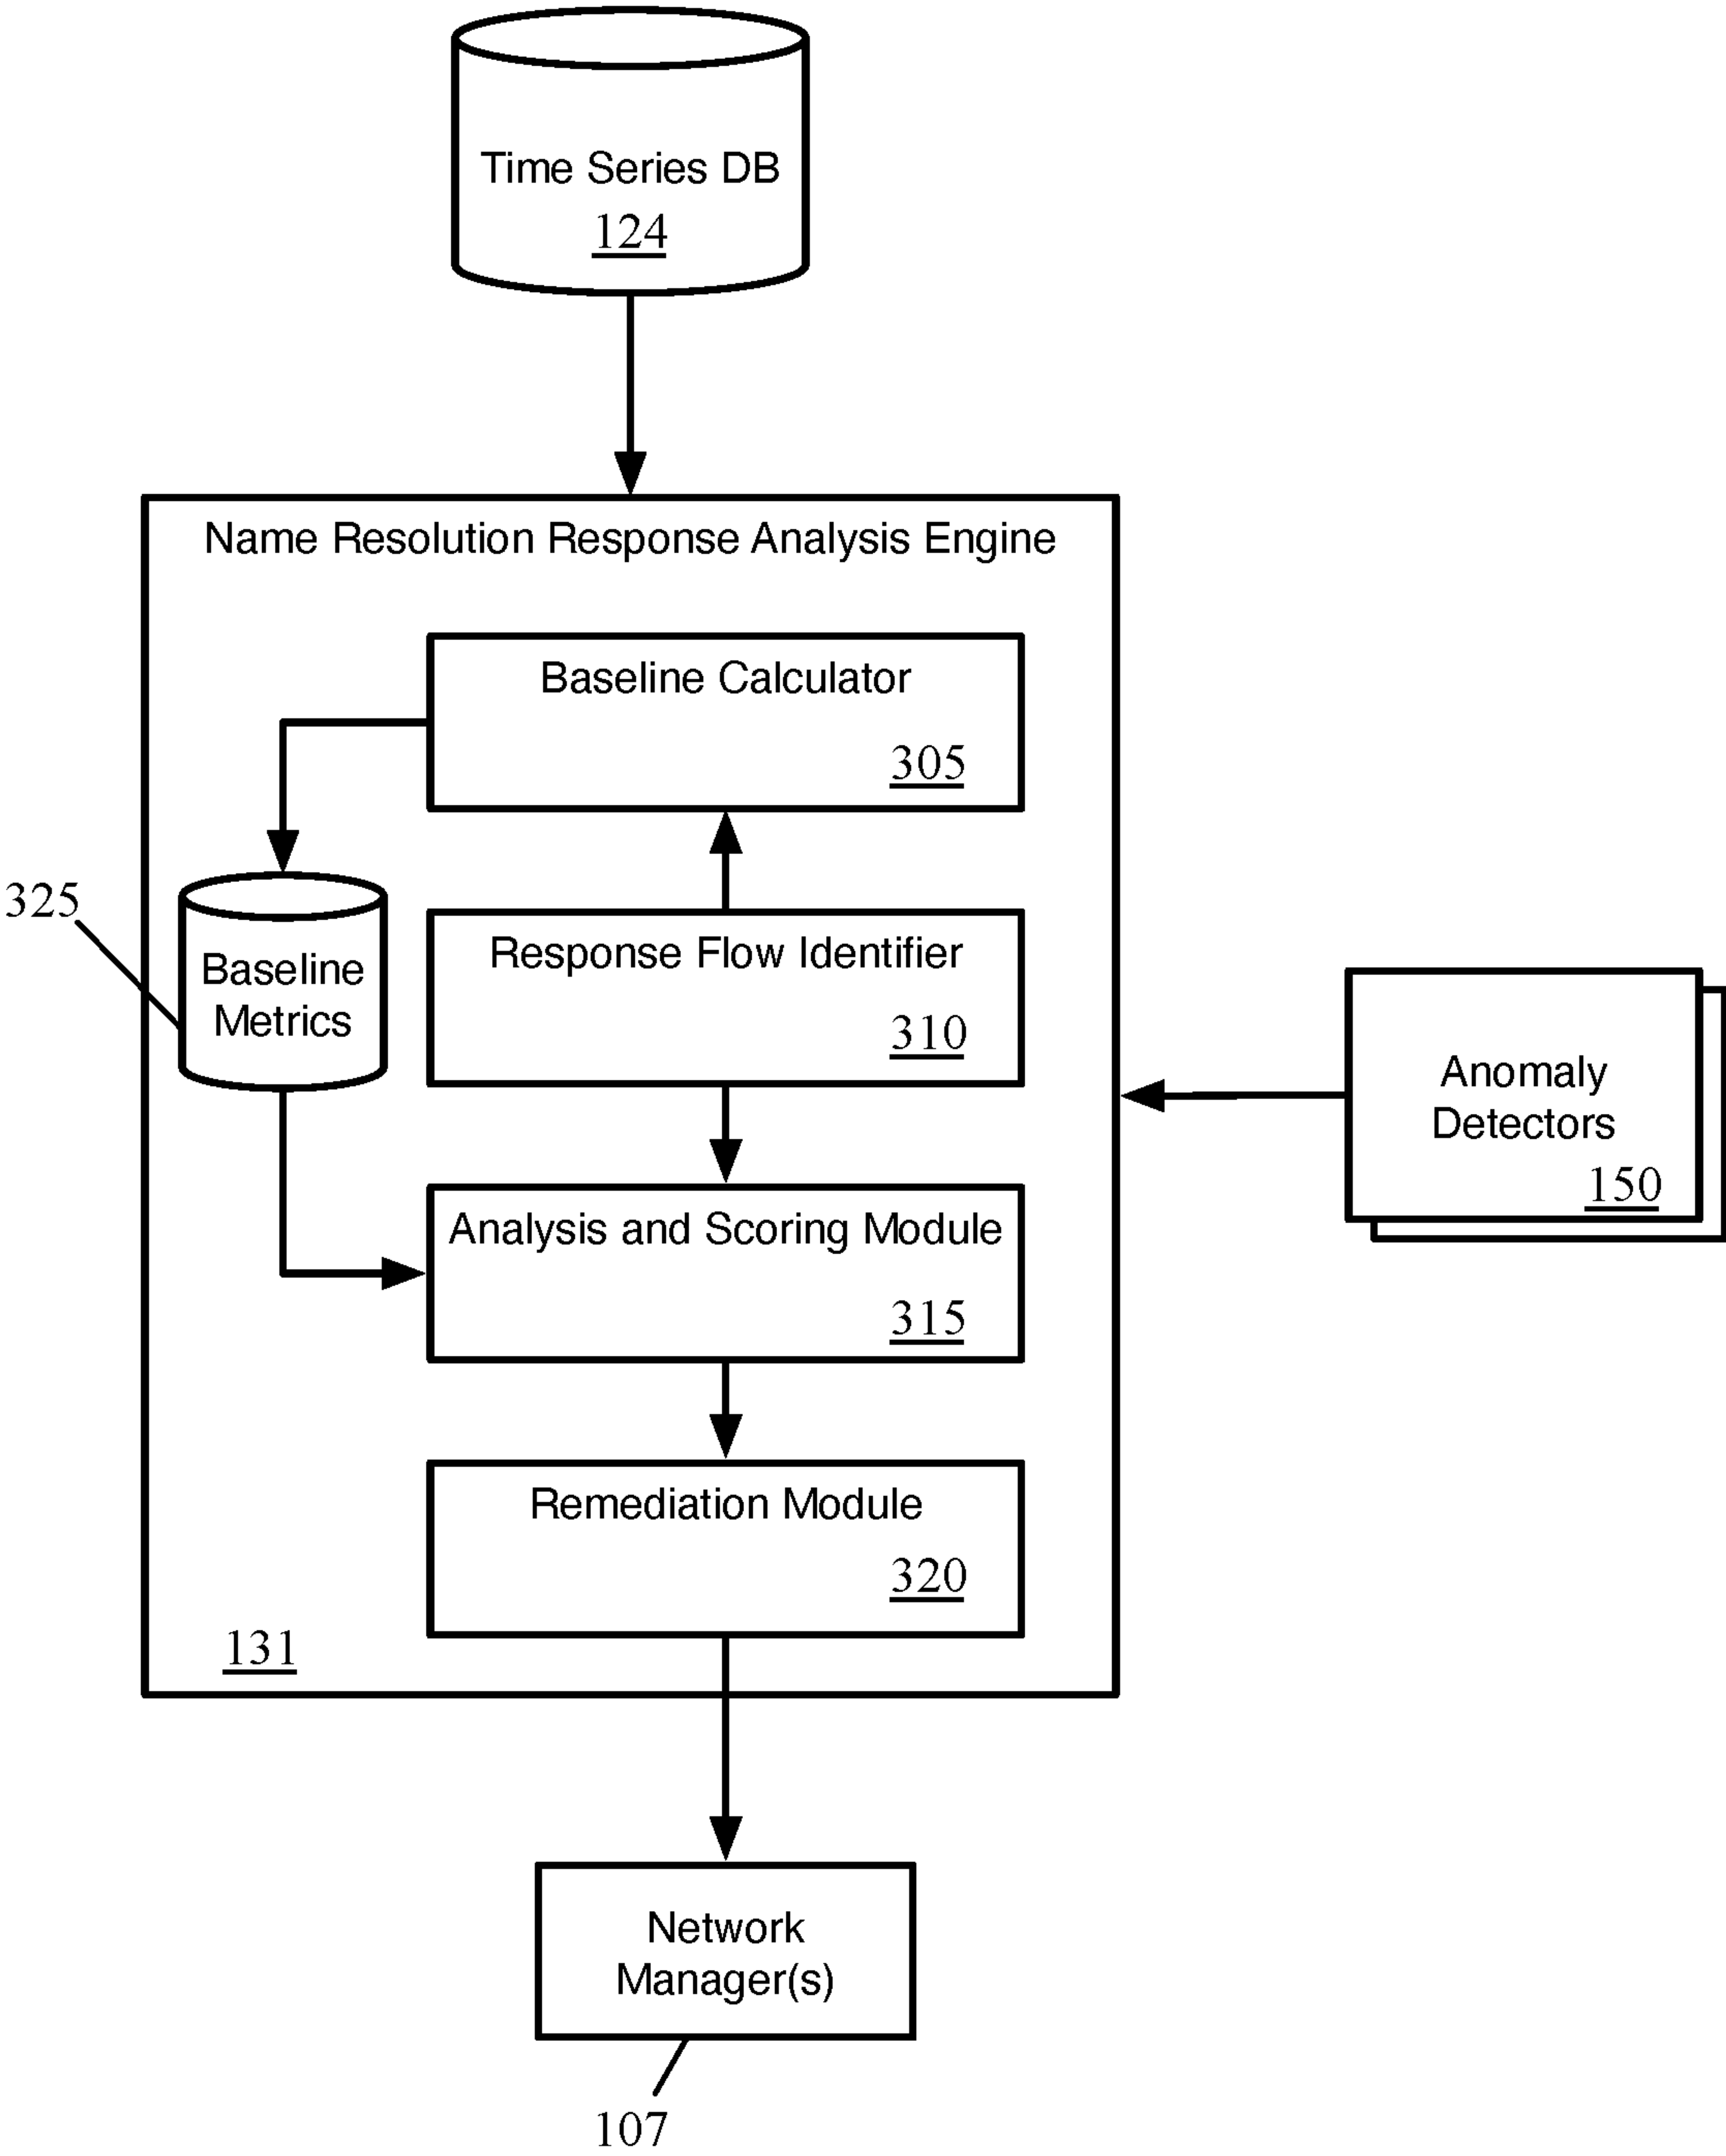 Time Series DB
124
Name Resolution Response Analysis Engine
Baseline Calculator
305
325
Baseline
Metrics
Response Flow Identifier
310
Anomaly
Detectors
150
Analysis and Scoring Module
315
Remediation Module
320
131
Network
Manager(s)
107